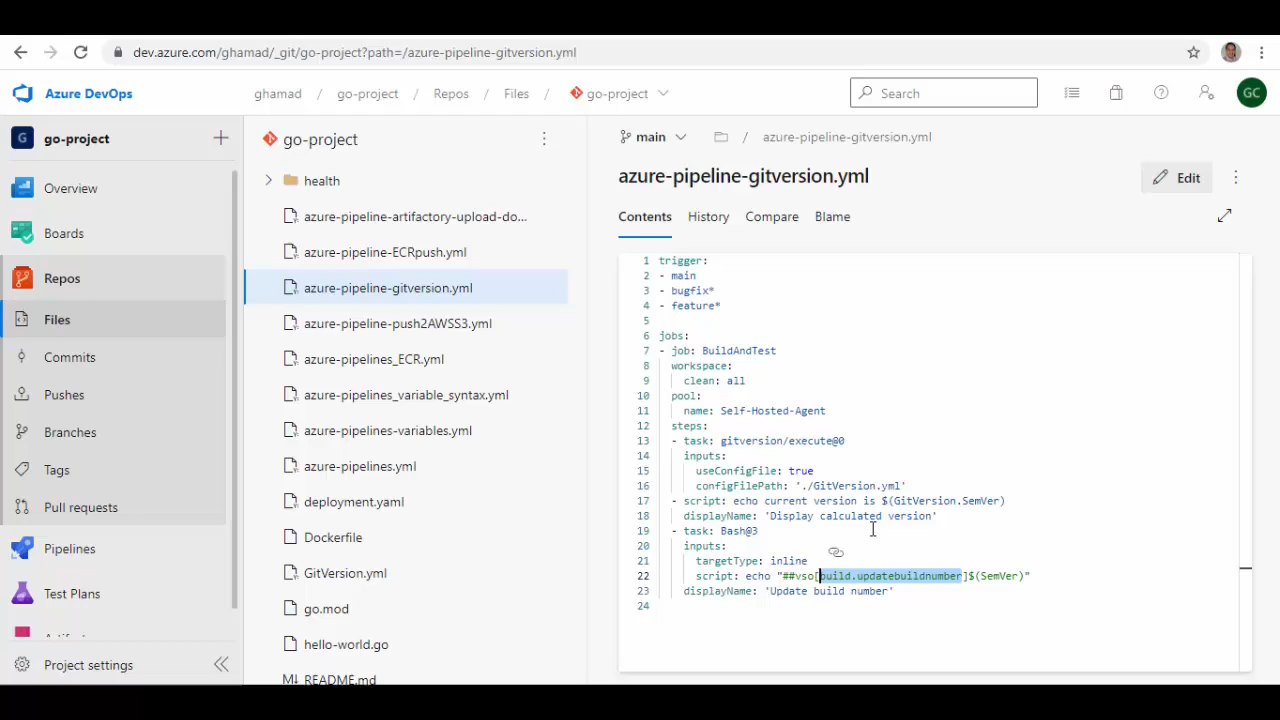 dev.azure.com/ghamad/_git/go-project?path=/azure-pipeline-gitversion.yml
Azure DevOps
ghamad / go-project / Repos / Files / go-project
Search
GC
G go-project
Overview
Boards
Repos
Files
Commits
Pushes
Branches
Tags
Pull requests
Pipelines
Test Plans
Project settings
go-project
health
azure-pipeline-artifactory-upload-do...
azure-pipeline-ECRpush.yml
azure-pipeline-gitversion.yml
azure-pipeline-push2AWSS3.yml
azure-pipelines_ECR.yml
azure-pipelines_variable_syntax.yml
azure-pipelines-variables.yml
azure-pipelines.yml
deployment.yaml
Dockerfile
GitVersion.yml
go.mod
hello-world.go
README.md
main / azure-pipeline-gitversion.yml
azure-pipeline-gitversion.yml
Edit
Contents History Compare Blame
1 trigger:
2 - main
3 - bugfix*
4 - feature*
5
6 jobs:
7 - job: BuildAndTest
8 workspace:
9 clean: all
10 pool:
11 name: Self-Hosted-Agent
12 steps:
13 - task: gitversion/execute@0
14 inputs:
15 useConfigFile: true
16 configFilePath: './GitVersion.yml'
17 - script: echo current version is $(GitVersion.SemVer)
18 displayName: 'Display calculated version'
19 - task: Bash@3
20 inputs:
21 targetType: inline
22 script: echo "##vso[build.updatebuildnumber]$(SemVer)"
23 displayName: 'Update build number'
24